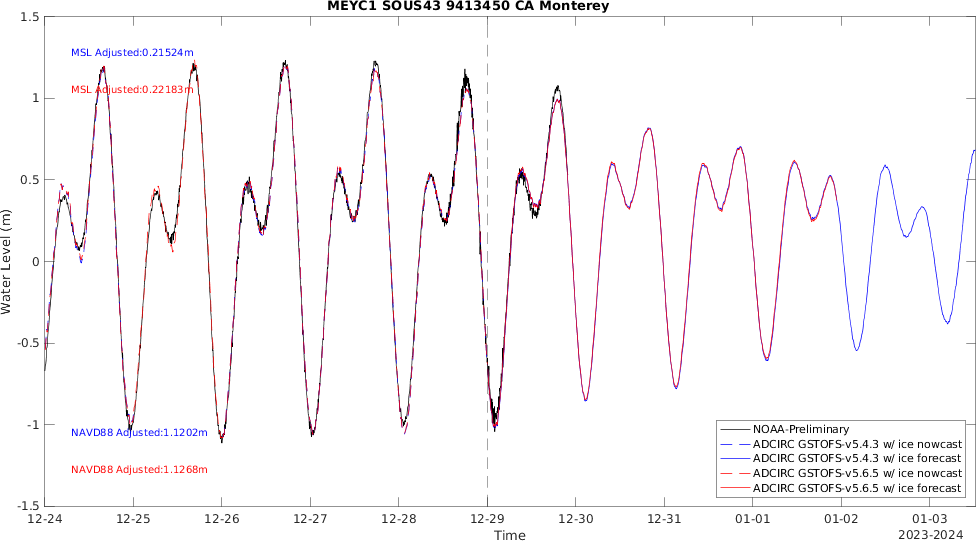 MEYC1 SOUS43 9413450 CA Monterey
1.5
1
0.5
0
-0.5
-1
-1.5
Water Level (m)
MSL Adjusted:0.21524m
MSL Adjusted:0.22183m
NAVD88 Adjusted:1.1202m
NAVD88 Adjusted:1.1268m
NOAA-Preliminary
ADCIRC GSTOFS-v5.4.3 w/ ice nowcast
ADCIRC GSTOFS-v5.4.3 w/ ice forecast
ADCIRC GSTOFS-v5.6.5 w/ ice nowcast
ADCIRC GSTOFS-v5.6.5 w/ ice forecast
12-24 12-25 12-26 12-27 12-28 12-29 12-30 12-31 01-01 01-02 01-03
Time
2023-2024